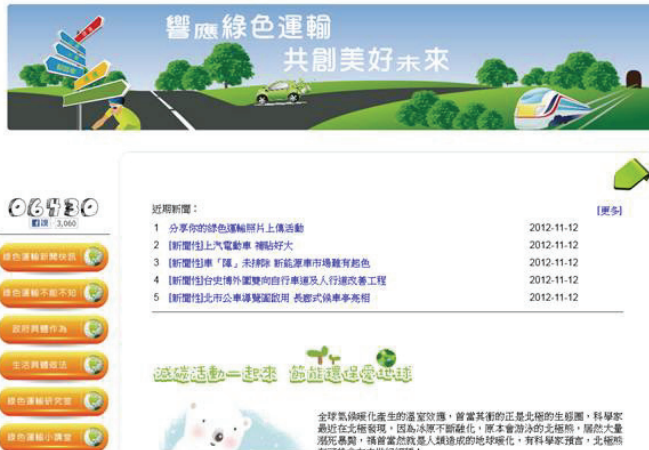 響應綠色運輸
共創美好未來
06430
讚 3,060
近期新聞：
[更多]
1 分享你的綠色運輸照片上傳活動 2012-11-12
2 [新聞性]上汽電動車 補貼好大 2012-11-12
3 [新聞性]車「障」未排除 新能源車市場難有起色 2012-11-12
4 [新聞性]台史博外圍雙向自行車道及人行道改善工程 2012-11-12
5 [新聞性]北市公車導覽圖啟用 長廊式候車亭亮相 2012-11-12
綠色運輸新聞快訊
綠色運輸不能不知
政府具體作為
生活具體做法
綠色運輸研究室
綠色運輸小講堂
減碳活動一起來 節能環保愛地球
全球氣候暖化產生的溫室效應，首當其衝的正是北極的生態圈，科學家
最近在北極發現，因為冰原不斷融化，原本會游泳的北極熊，居然大量
溺死暴斃，禍首當然就是人類造成的地球暖化，有科學家預言，北極熊